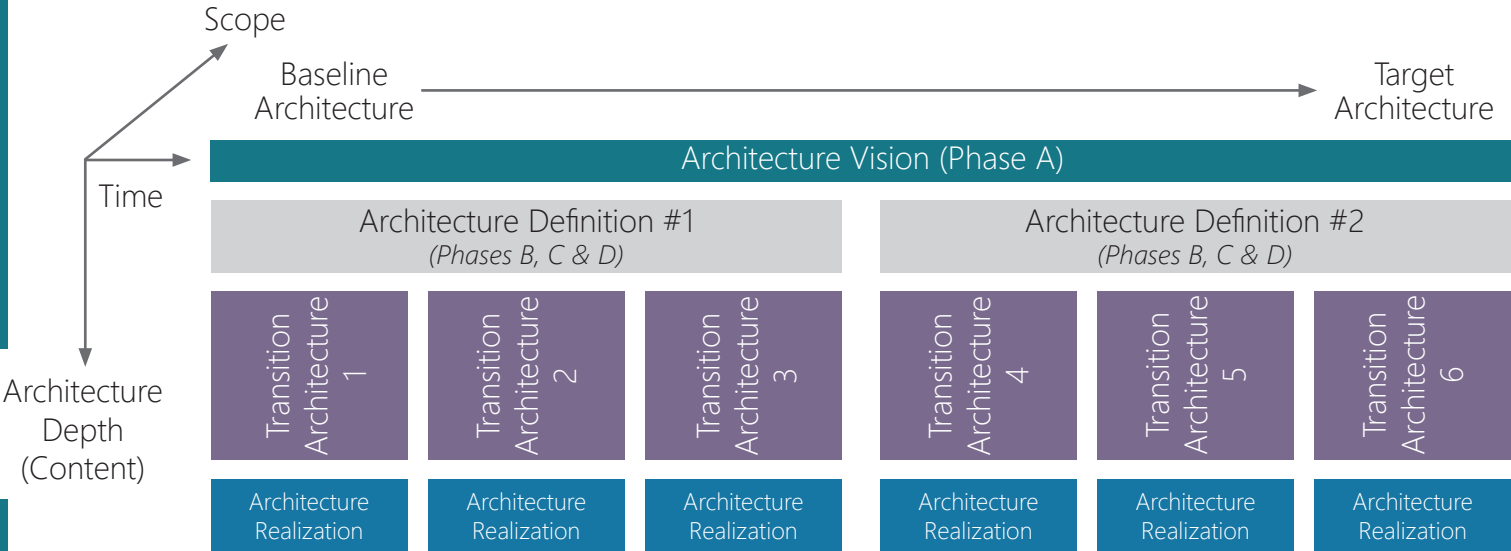 Scope
Baseline
Architecture
Target
Architecture
Architecture Vision (Phase A)
Time
Architecture Definition #1
(Phases B, C & D)
Architecture Definition #2
(Phases B, C & D)
Transition
Architecture
1
Transition
Architecture
2
Transition
Architecture
3
Transition
Architecture
4
Transition
Architecture
5
Transition
Architecture
6
Architecture
Depth
(Content)
Architecture
Realization
Architecture
Realization
Architecture
Realization
Architecture
Realization
Architecture
Realization
Architecture
Realization